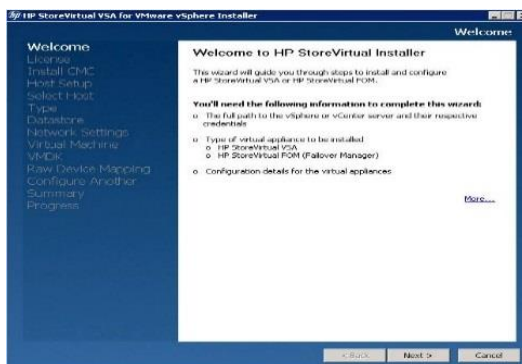 HP StoreVirtual VSA for VMware vSphere Installer
Welcome
Welcome
License
Install CMC
Host Setup
Select Host
Type
Datastore
Network Settings
Virtual Machine
VMDK
Raw Device Mapping
Configure Another
Summary
Progress
Welcome to HP StoreVirtual Installer
This wizard will guide you through steps to install and configure
a HP StoreVirtual VSA or HP StoreVirtual FOM.
You'll need the following information to complete this wizard:
o The full path to the vSphere or vCenter server and their respective
credentials
o Type of virtual appliance to be installed
o HP StoreVirtual VSA
o HP StoreVirtual FOM (Failover Manager)
o Configuration details for the virtual appliances
More...
< Back
Next >
Cancel